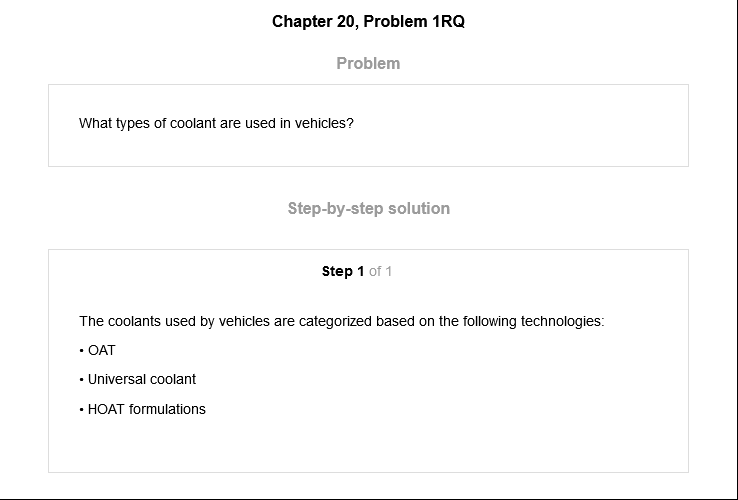 Chapter 20, Problem 1RQ
Problem
What types of coolant are used in vehicles?
Step-by-step solution
Step 1 of 1
The coolants used by vehicles are categorized based on the following technologies:
• OAT
• Universal coolant
• HOAT formulations